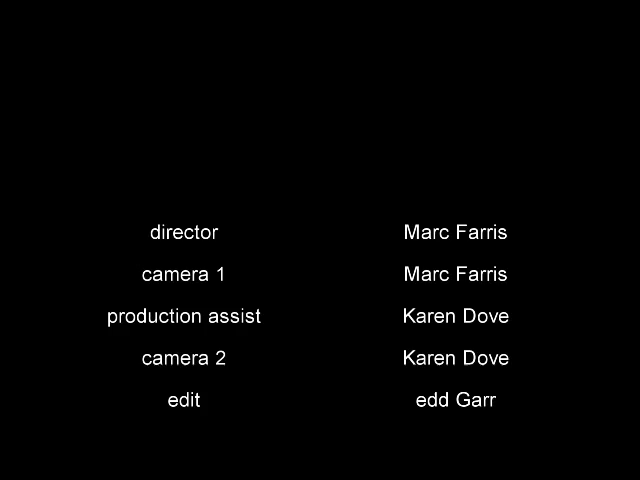 director Marc Farris
camera 1 Marc Farris
production assist Karen Dove
camera 2 Karen Dove
edit edd Garr